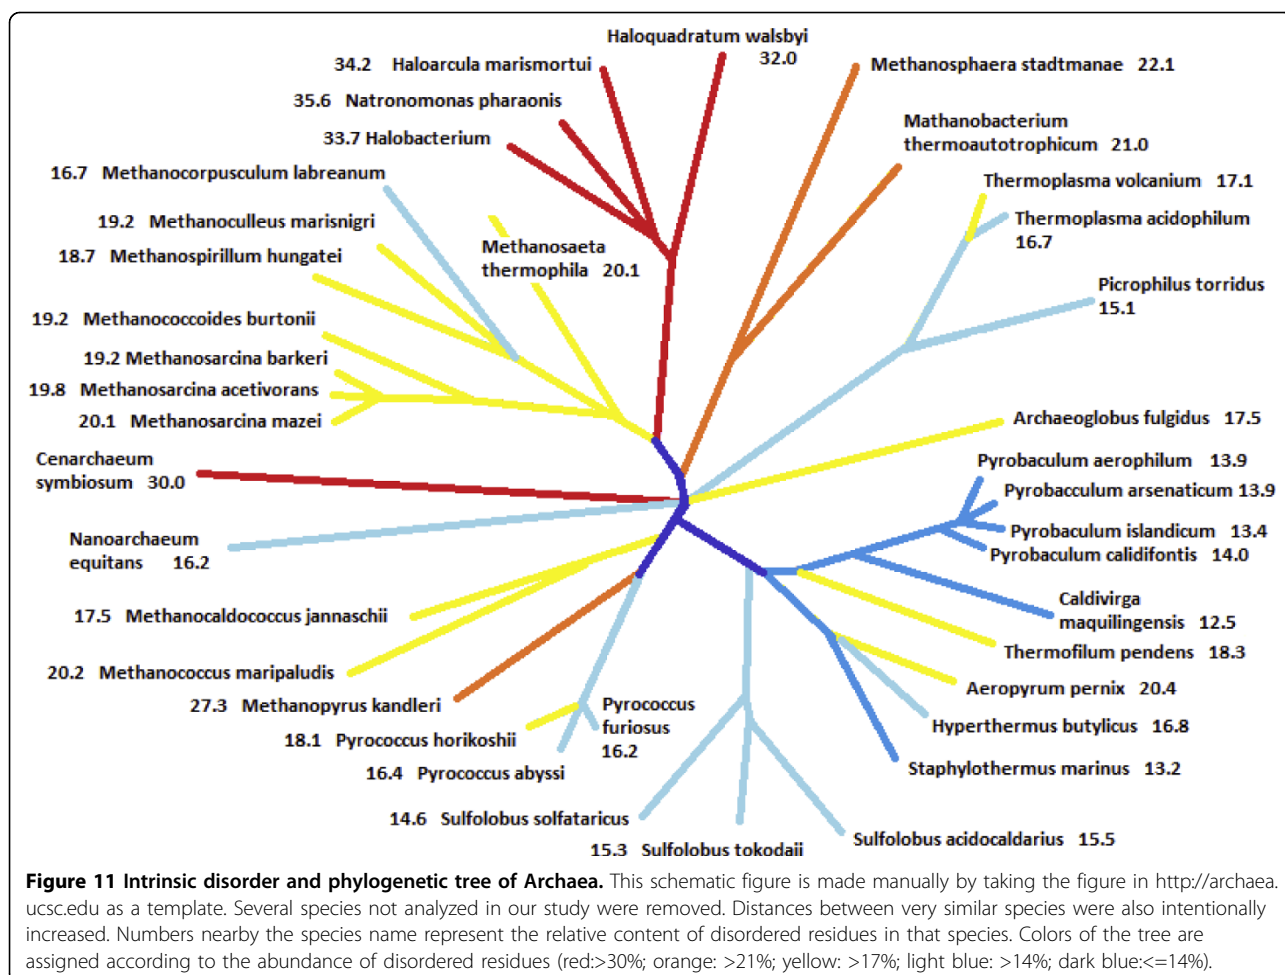 Haloquadratum walsbyi
32.0
34.2 Haloarcula marismortui
Methanosphaera stadtmanae 22.1
35.6 Natronomonas pharaonis
33.7 Halobacterium
Mathanobacterium
thermoautotrophicum 21.0
16.7 Methanocorpusculum labreanum
Thermoplasma volcanium 17.1
19.2 Methanoculleus marisnigri
Thermoplasma acidophilum
16.7
18.7 Methanospirillum hungatei
Methanosaeta
thermophila 20.1
Picrophilus torridus
15.1
19.2 Methanococcoides burtonii
19.2 Methanosarcina barkeri
19.8 Methanosarcina acetivorans
20.1 Methanosarcina mazei
Archaeoglobus fulgidus 17.5
Cenarchaeum
symbiosum 30.0
Pyrobaculum aerophilum 13.9
Pyrobacculum arsenaticum 13.9
Pyrobaculum islandicum 13.4
Pyrobaculum calidifontis 14.0
Nanoarchaeum
equitans 16.2
Caldivirga
maquilingensis 12.5
17.5 Methanocaldococcus jannaschii
Thermofilum pendens 18.3
20.2 Methanococcus maripaludis
Aeropyrum pernix 20.4
27.3 Methanopyrus kandleri
Pyrococcus
furiosus
16.2
Hyperthermus butylicus 16.8
18.1 Pyrococcus horikoshii
16.4 Pyrococcus abyssi
Staphylothermus marinus 13.2
14.6 Sulfolobus solfataricus
15.3 Sulfolobus tokodaii
Sulfolobus acidocaldarius 15.5
Figure 11 Intrinsic disorder and phylogenetic tree of Archaea. This schematic figure is made manually by taking the figure in http://archaea.
ucsc.edu as a template. Several species not analyzed in our study were removed. Distances between very similar species were also intentionally
increased. Numbers nearby the species name represent the relative content of disordered residues in that species. Colors of the tree are
assigned according to the abundance of disordered residues (red:>30%; orange: >21%; yellow: >17%; light blue: >14%; dark blue:<=14%).